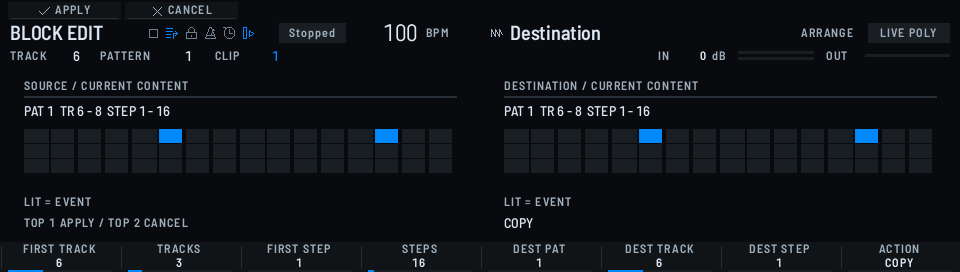 APPLY CANCEL
BLOCK EDIT Stopped 100 BPM Destination ARRANGE LIVE POLY
TRACK 6 PATTERN 1 CLIP 1 IN 0 dB OUT
SOURCE / CURRENT CONTENT
PAT 1 TR 6 - 8 STEP 1 - 16
LIT = EVENT
TOP 1 APPLY / TOP 2 CANCEL
DESTINATION / CURRENT CONTENT
PAT 1 TR 6 - 8 STEP 1 - 16
LIT = EVENT
COPY
FIRST TRACK TRACKS FIRST STEP STEPS DEST PAT DEST TRACK DEST STEP ACTION
6 3 1 16 1 6 1 COPY